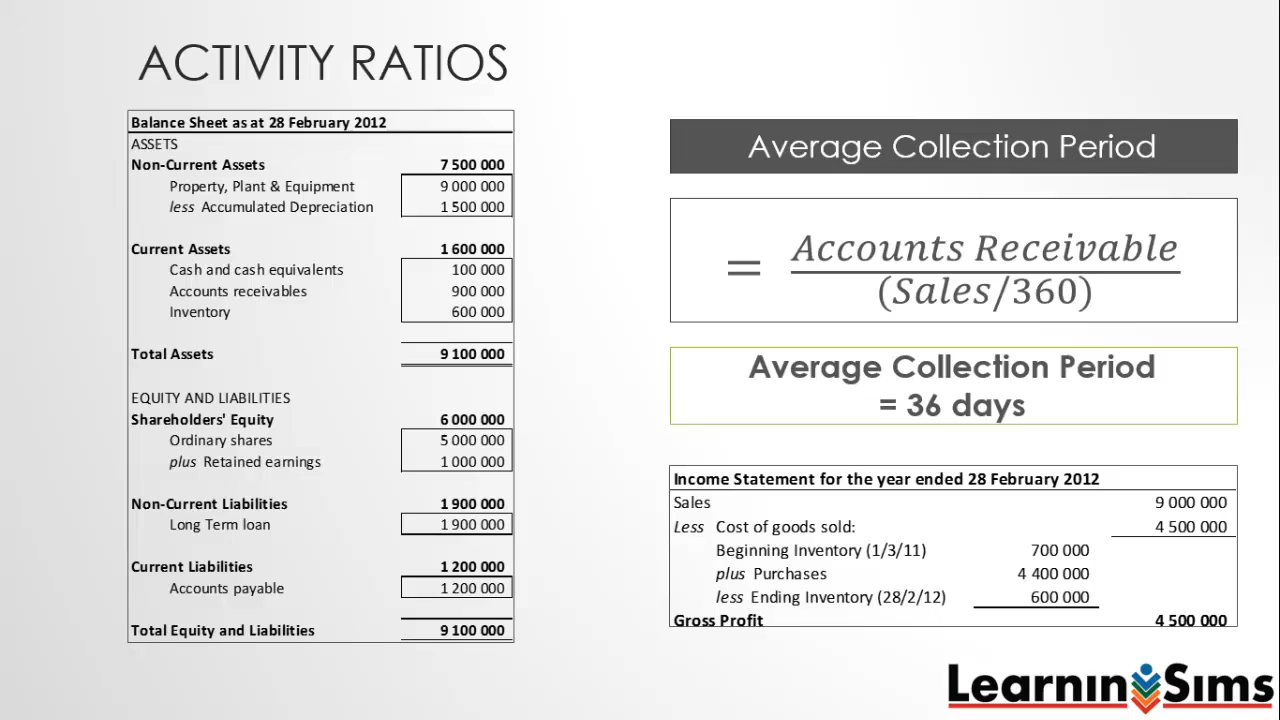 ACTIVITY RATIOS
Balance Sheet as at 28 February 2012
ASSETS
Non-Current Assets 7 500 000
Property, Plant & Equipment 9 000 000
less Accumulated Depreciation 1 500 000
Current Assets 1 600 000
Cash and cash equivalents 100 000
Accounts receivables 900 000
Inventory 600 000
Total Assets 9 100 000
EQUITY AND LIABILITIES
Shareholders' Equity 6 000 000
Ordinary shares 5 000 000
plus Retained earnings 1 000 000
Non-Current Liabilities 1 900 000
Long Term loan 1 900 000
Current Liabilities 1 200 000
Accounts payable 1 200 000
Total Equity and Liabilities 9 100 000
Average Collection Period
= Accounts Receivable
(Sales/360)
Average Collection Period
= 36 days
Income Statement for the year ended 28 February 2012
Sales 9 000 000
Less Cost of goods sold: 4 500 000
Beginning Inventory (1/3/11) 700 000
plus Purchases 4 400 000
less Ending Inventory (28/2/12) 600 000
Gross Profit 4 500 000
LearninSims